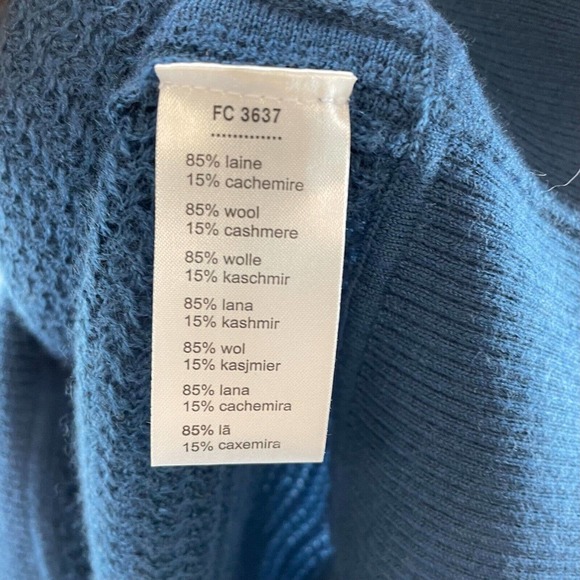 FC 3637
85% laine
15% cachemire
85% wool
15% cashmere
85% wolle
15% kaschmir
85% lana
15% kashmir
85% wol
15% kasjmier
85% lana
15% cachemira
85% lã
15% caxemira